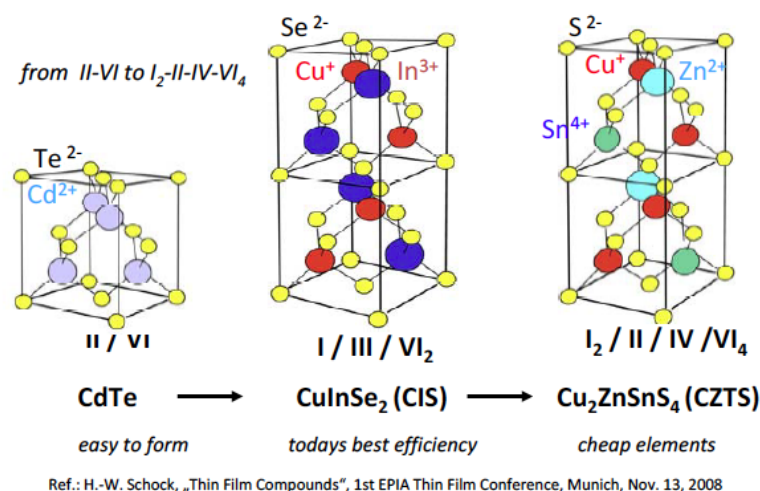 from II-VI to I₂-II-IV-VI₄
Te ²⁻
Cd²⁺
Se ²⁻
Cu⁺
In³⁺
S ²⁻
Cu⁺
Zn²⁺
Sn⁴⁺
II / VI
I / III / VI₂
I₂ / II / IV /VI₄
CdTe
CuInSe₂ (CIS)
Cu₂ZnSnS₄ (CZTS)
easy to form
todays best efficiency
cheap elements
Ref.: H.-W. Schock, „Thin Film Compounds“, 1st EPIA Thin Film Conference, Munich, Nov. 13, 2008